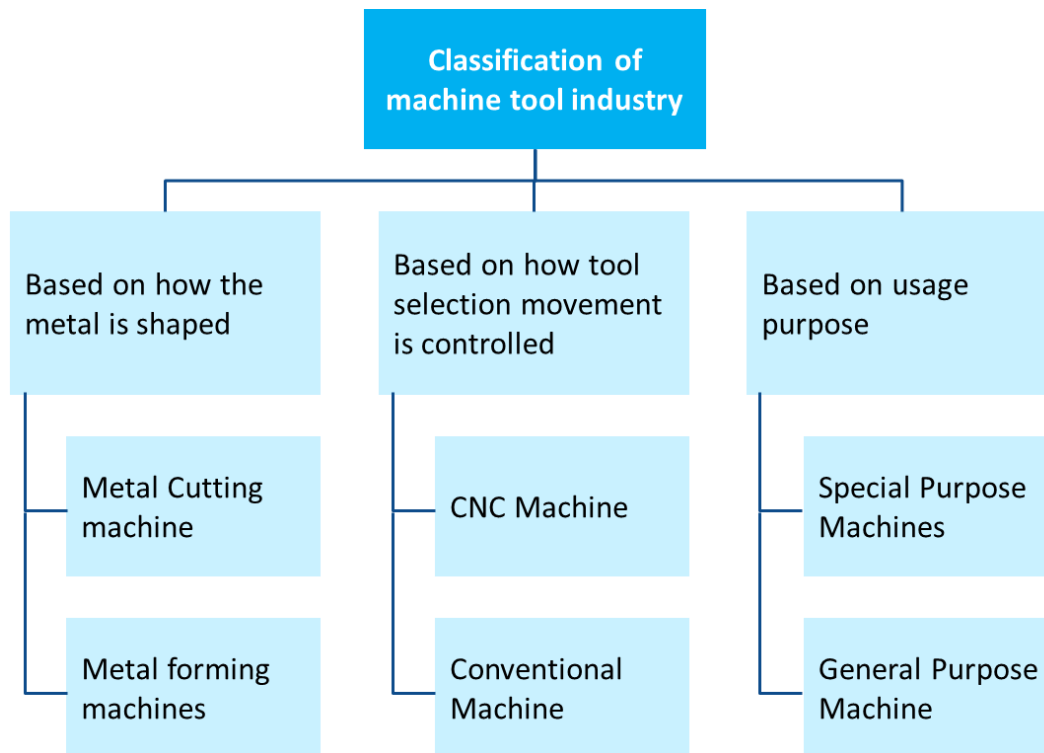 Classification of
machine tool industry
Based on how the
metal is shaped
Based on how tool
selection movement
is controlled
Based on usage
purpose
Metal Cutting
machine
CNC Machine
Special Purpose
Machines
Metal forming
machines
Conventional
Machine
General Purpose
Machine